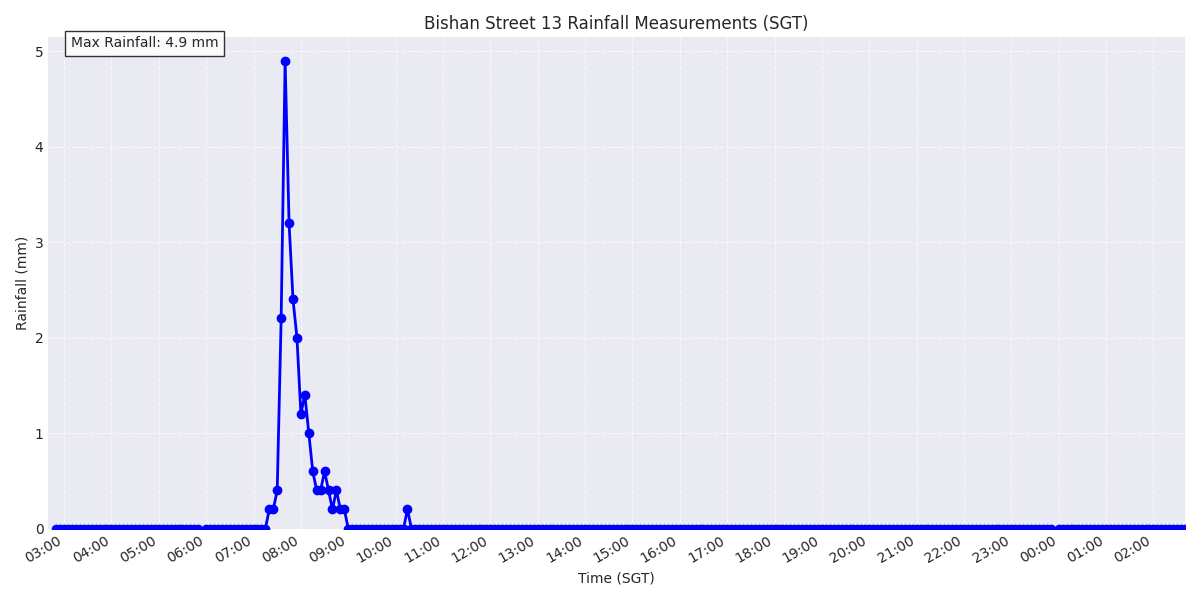 Bishan Street 13 Rainfall Measurements (SGT)
Max Rainfall: 4.9 mm
5
4
3
2
1
0
Rainfall (mm)
03:00 04:00 05:00 06:00 07:00 08:00 09:00 10:00 11:00 12:00 13:00 14:00 15:00 16:00 17:00 18:00 19:00 20:00 21:00 22:00 23:00 00:00 01:00 02:00
Time (SGT)